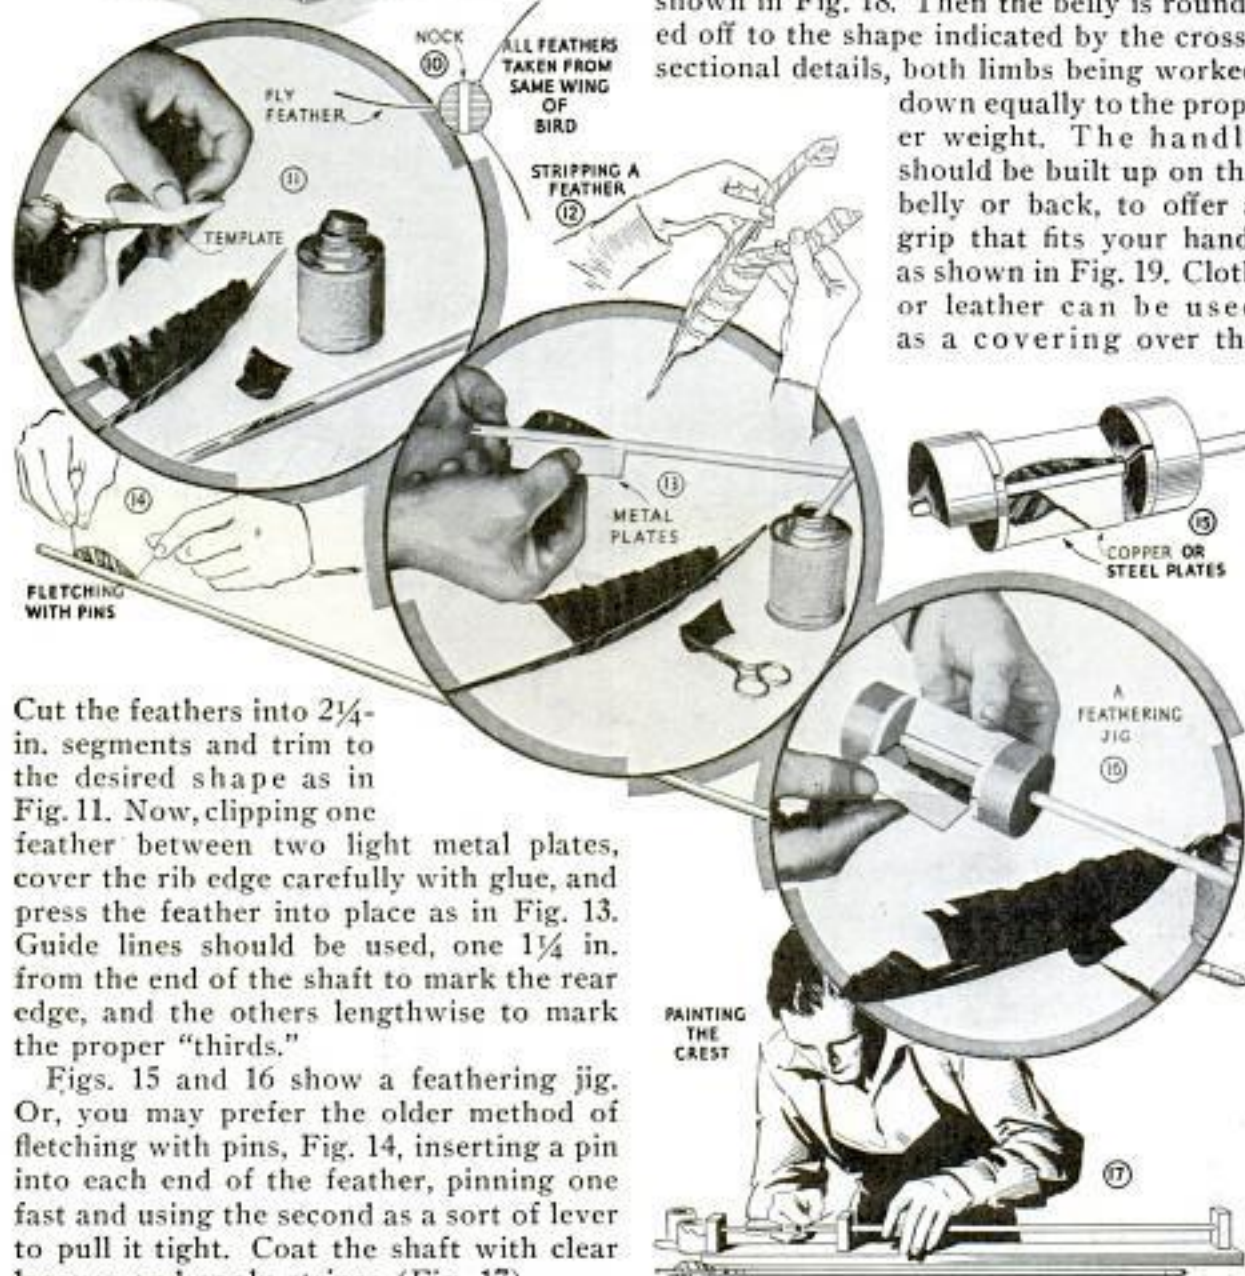 shown in Fig. 18. Then the belly is round-
ed off to the shape indicated by the cross-
sectional details, both limbs being worked
down equally to the prop-
er weight. The handl
should be built up on th
belly or back, to offer a
grip that fits your hand
as shown in Fig. 19. Cloth
or leather can be used
as a covering over th
NOCK
10
ALL FEATHERS
TAKEN FROM
SAME WING
OF
BIRD
FLY
FEATHER
11
TEMPLATE
STRIPPING A
FEATHER
12
13
METAL
PLATES
14
FLETCHING
WITH PINS
15
COPPER OR
STEEL PLATES
A
FEATHERING
JIG
16
Cut the feathers into 2¼-
in. segments and trim to
the desired shape as in
Fig. 11. Now, clipping one
feather between two light metal plates,
cover the rib edge carefully with glue, and
press the feather into place as in Fig. 13.
Guide lines should be used, one 1¼ in.
from the end of the shaft to mark the rear
edge, and the others lengthwise to mark
the proper “thirds.”
Figs. 15 and 16 show a feathering jig.
Or, you may prefer the older method of
fletching with pins, Fig. 14, inserting a pin
into each end of the feather, pinning one
fast and using the second as a sort of lever
to pull it tight. Coat the shaft with clear
PAINTING
THE
CREST
17